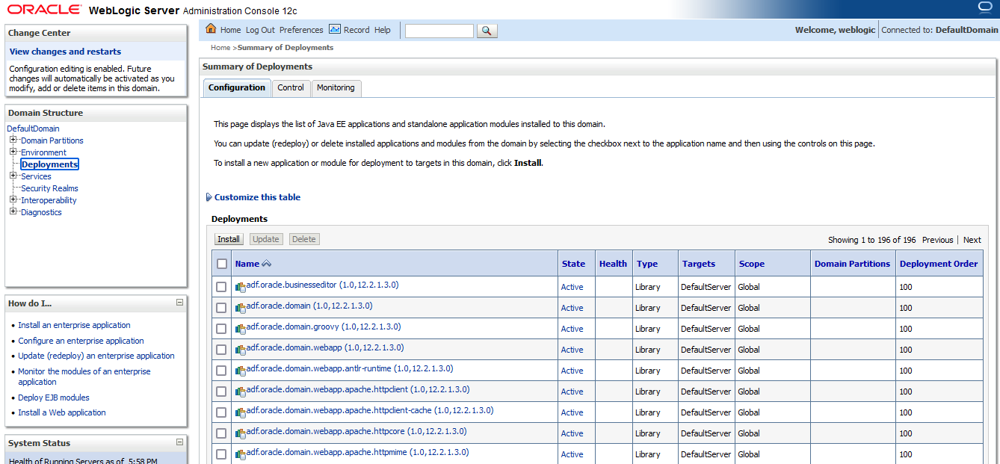 ORACLE WebLogic Server Administration Console 12c
Change Center
View changes and restarts
Configuration editing is enabled. Future
changes will automatically be activated as you
modify, add or delete items in this domain.
Domain Structure
DefaultDomain
Domain Partitions
Environment
Deployments
Services
Security Realms
Interoperability
Diagnostics
How do I...
Install an enterprise application
Configure an enterprise application
Update (redeploy) an enterprise application
Monitor the modules of an enterprise
application
Deploy EJB modules
Install a Web application
System Status
Health of Running Servers as of 5:58 PM
Home Log Out Preferences Record Help
Welcome, weblogic Connected to: DefaultDomain
Home >Summary of Deployments
Summary of Deployments
Configuration Control Monitoring
This page displays the list of Java EE applications and standalone application modules installed to this domain.
You can update (redeploy) or delete installed applications and modules from the domain by selecting the checkbox next to the application name and then using the controls on this page.
To install a new application or module for deployment to targets in this domain, click Install.
Customize this table
Deployments
Install Update Delete
Showing 1 to 196 of 196 Previous | Next
Name State Health Type Targets Scope Domain Partitions Deployment Order
adf.oracle.businesseditor (1.0,12.2.1.3.0) Active Library DefaultServer Global 100
adf.oracle.domain (1.0,12.2.1.3.0) Active Library DefaultServer Global 100
adf.oracle.domain.groovy (1.0,12.2.1.3.0) Active Library DefaultServer Global 100
adf.oracle.domain.webapp (1.0,12.2.1.3.0) Active Library DefaultServer Global 100
adf.oracle.domain.webapp.antlr-runtime (1.0,12.2.1.3.0) Active Library DefaultServer Global 100
adf.oracle.domain.webapp.apache.httpclient (1.0,12.2.1.3.0) Active Library DefaultServer Global 100
adf.oracle.domain.webapp.apache.httpclient-cache (1.0,12.2.1.3.0) Active Library DefaultServer Global 100
adf.oracle.domain.webapp.apache.httpcore (1.0,12.2.1.3.0) Active Library DefaultServer Global 100
adf.oracle.domain.webapp.apache.httpmime (1.0,12.2.1.3.0) Active Library DefaultServer Global 100